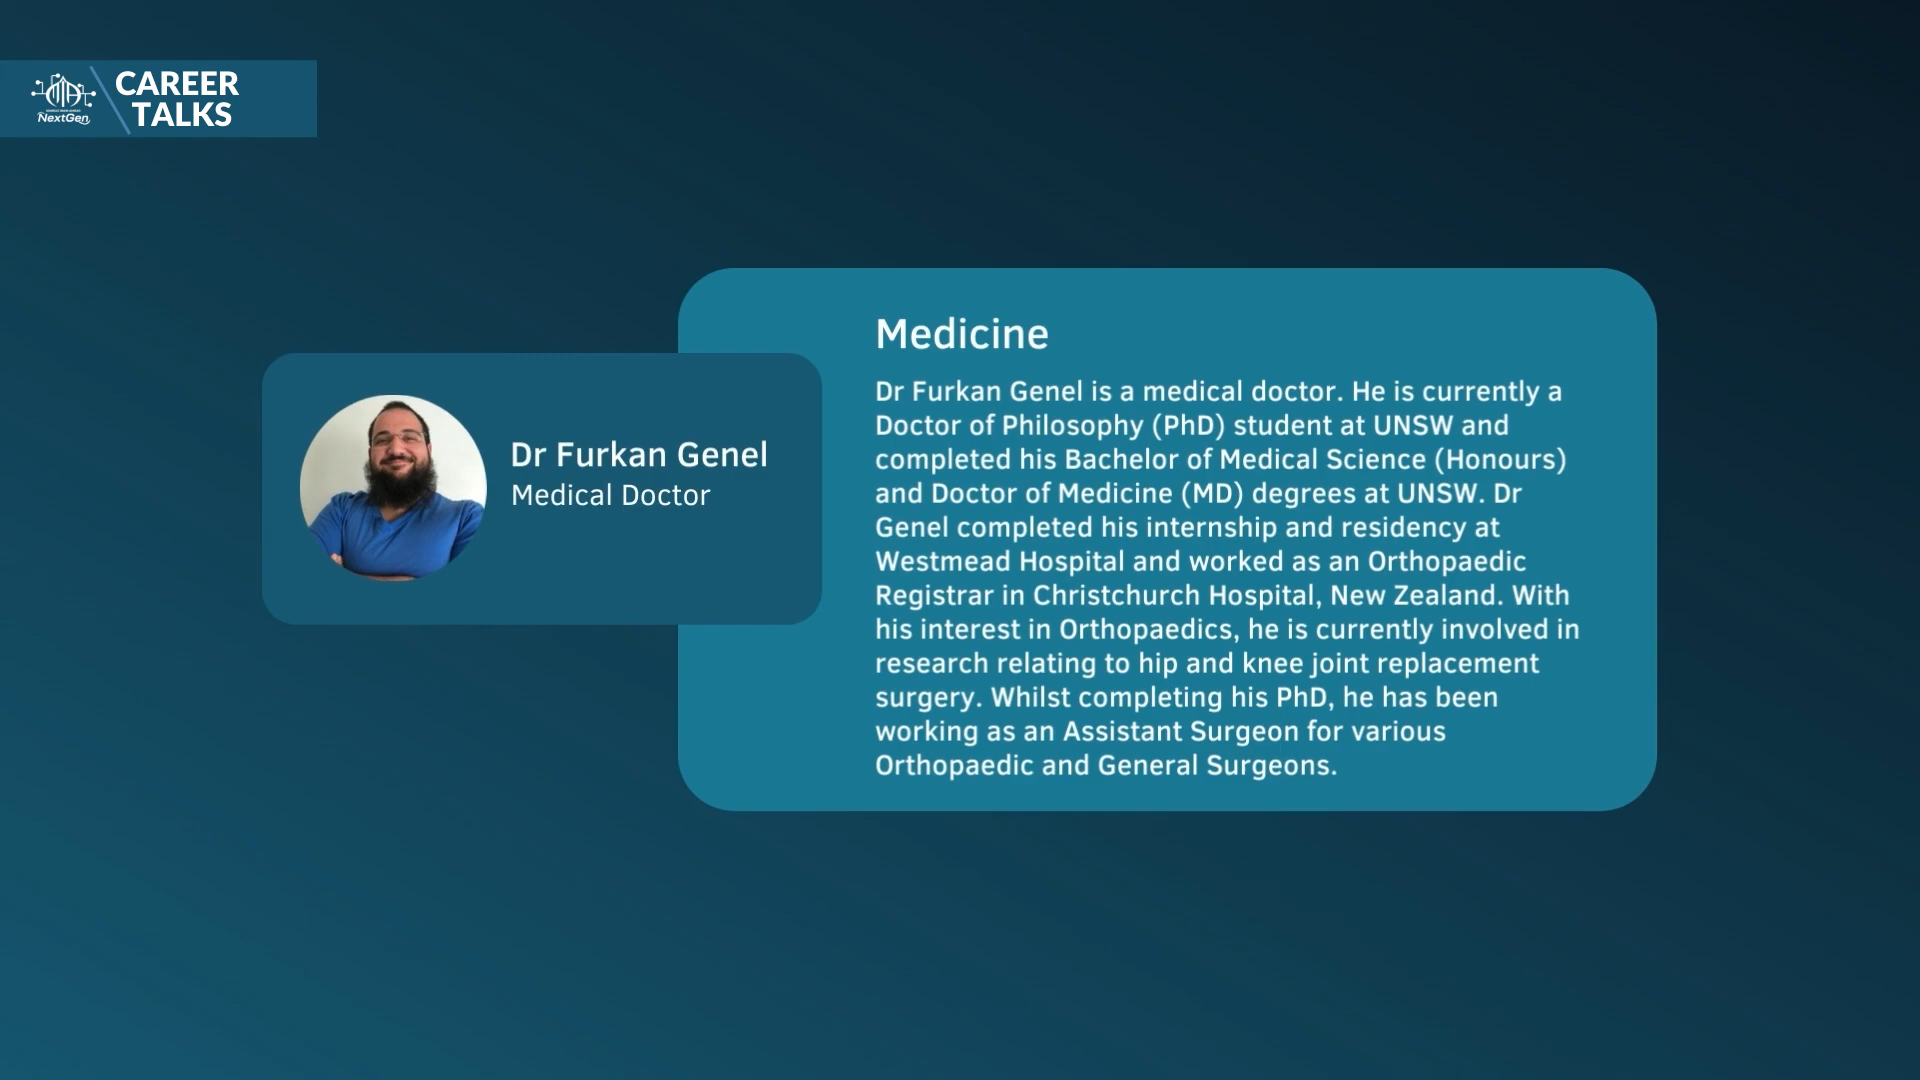 NextGen
CAREER
TALKS
Dr Furkan Genel
Medical Doctor
Medicine
Dr Furkan Genel is a medical doctor. He is currently a
Doctor of Philosophy (PhD) student at UNSW and
completed his Bachelor of Medical Science (Honours)
and Doctor of Medicine (MD) degrees at UNSW. Dr
Genel completed his internship and residency at
Westmead Hospital and worked as an Orthopaedic
Registrar in Christchurch Hospital, New Zealand. With
his interest in Orthopaedics, he is currently involved in
research relating to hip and knee joint replacement
surgery. Whilst completing his PhD, he has been
working as an Assistant Surgeon for various
Orthopaedic and General Surgeons.